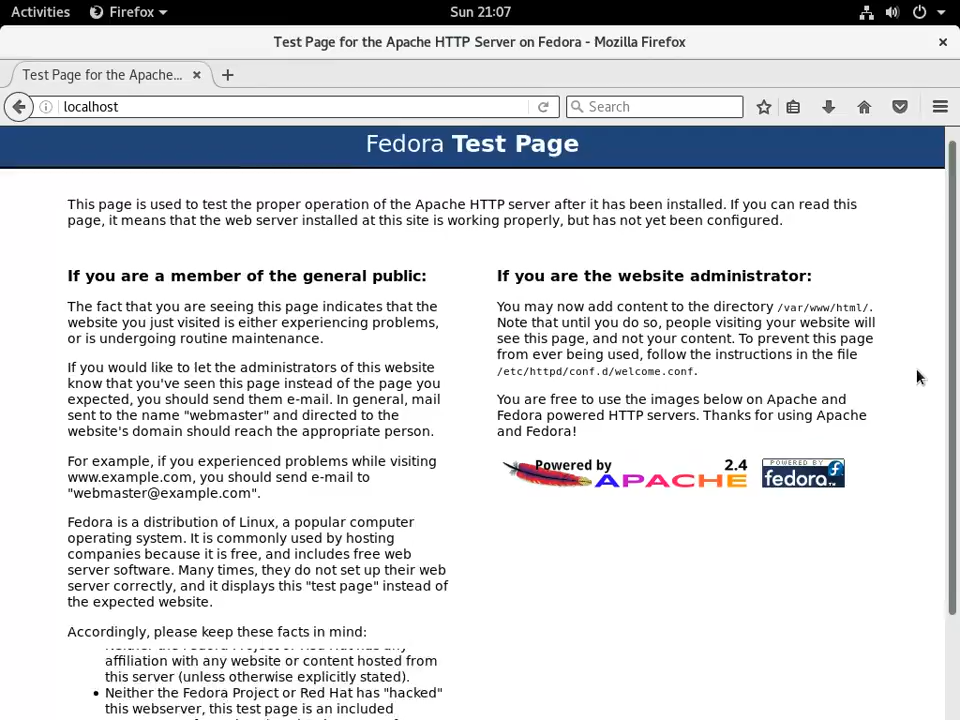 Activities Firefox Sun 21:07
Test Page for the Apache HTTP Server on Fedora - Mozilla Firefox
Test Page for the Apache...
localhost Search
Fedora Test Page
This page is used to test the proper operation of the Apache HTTP server after it has been installed. If you can read this
page, it means that the web server installed at this site is working properly, but has not yet been configured.
If you are a member of the general public:
The fact that you are seeing this page indicates that the
website you just visited is either experiencing problems,
or is undergoing routine maintenance.
If you would like to let the administrators of this website
know that you've seen this page instead of the page you
expected, you should send them e-mail. In general, mail
sent to the name "webmaster" and directed to the
website's domain should reach the appropriate person.
For example, if you experienced problems while visiting
www.example.com, you should send e-mail to
"webmaster@example.com".
Fedora is a distribution of Linux, a popular computer
operating system. It is commonly used by hosting
companies because it is free, and includes free web
server software. Many times, they do not set up their web
server correctly, and it displays this "test page" instead of
the expected website.
Accordingly, please keep these facts in mind:
Neither the Fedora Project or Red Hat has any
affiliation with any website or content hosted from
this server (unless otherwise explicitly stated).
• Neither the Fedora Project or Red Hat has "hacked"
this webserver, this test page is an included
If you are the website administrator:
You may now add content to the directory /var/www/html/.
Note that until you do so, people visiting your website will
see this page, and not your content. To prevent this page
from ever being used, follow the instructions in the file
/etc/httpd/conf.d/welcome.conf.
You are free to use the images below on Apache and
Fedora powered HTTP servers. Thanks for using Apache
and Fedora!
Powered by 2.4
APACHE
POWERED BY
fedora